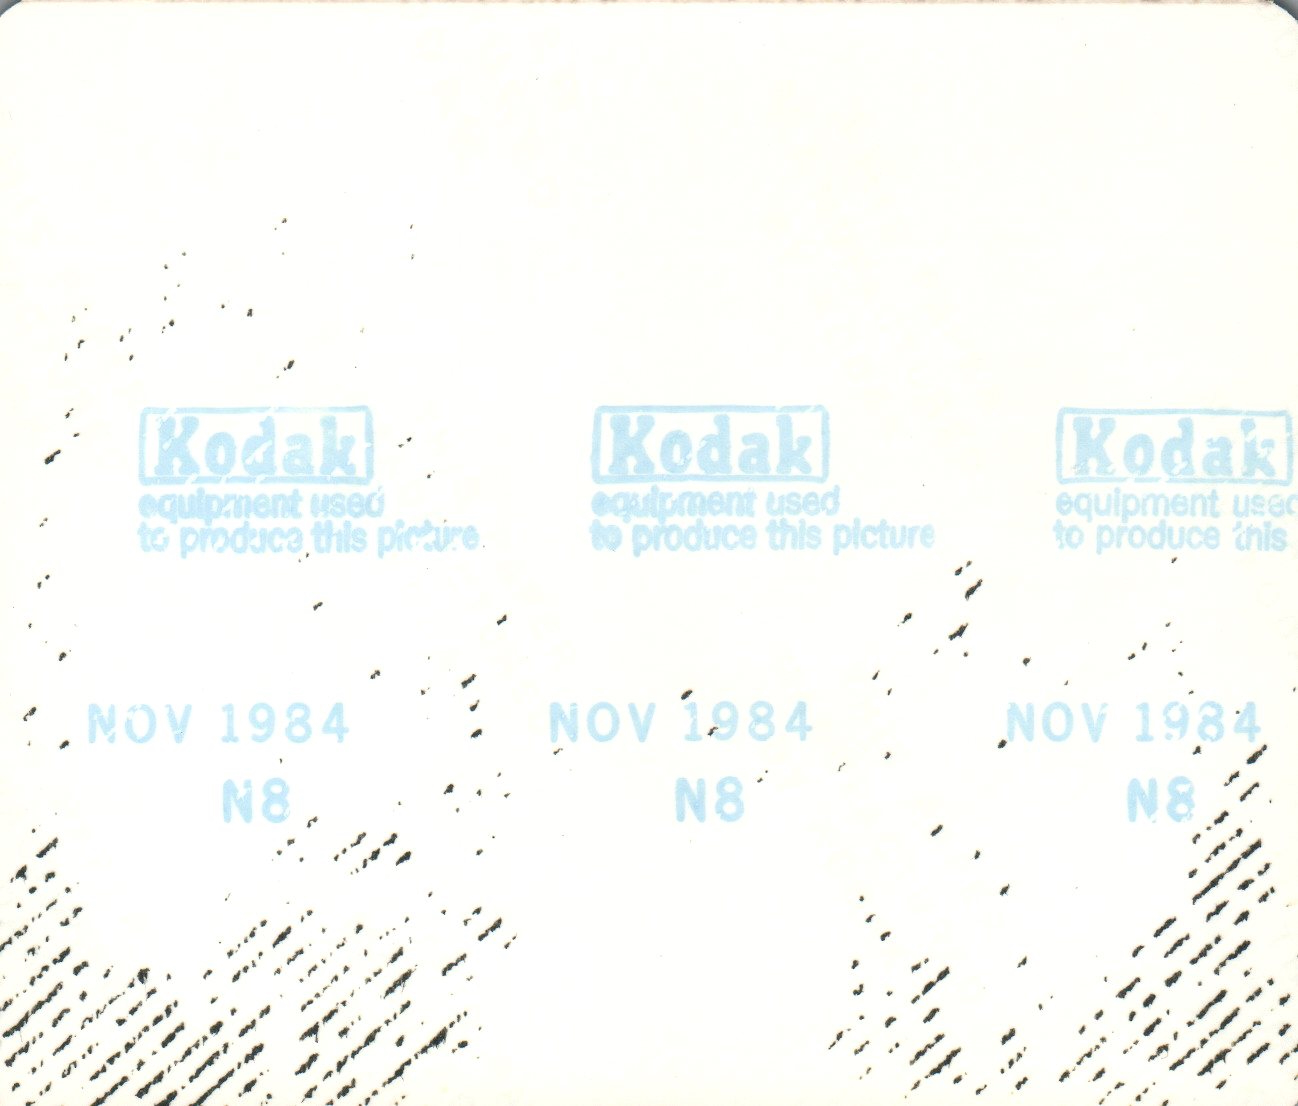 Kodak Kodak Kodak
equipment used equipment used equipment used
to produce this picture to produce this picture to produce this
NOV 1984 NOV 1984 NOV 1984
N8 N8 N8